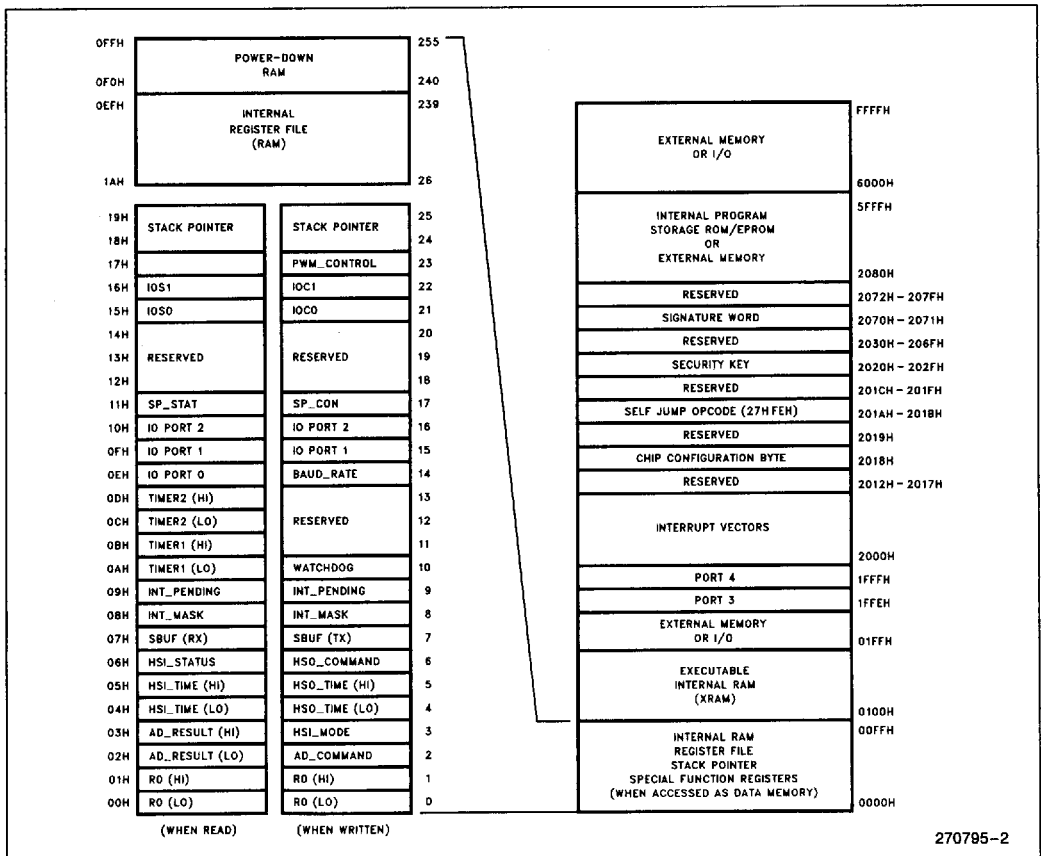 0FFH
POWER-DOWN
RAM
255
0F0H
240
0EFH
INTERNAL
REGISTER FILE
(RAM)
239
1AH
26
19H
STACK POINTER
STACK POINTER
25
18H
24
17H
PWM_CONTROL
23
16H IOS1 IOC1 22
15H IOS0 IOC0 21
14H
20
13H RESERVED RESERVED 19
12H
18
11H SP_STAT SP_CON 17
10H IO PORT 2 IO PORT 2 16
0FH IO PORT 1 IO PORT 1 15
0EH IO PORT 0 BAUD_RATE 14
0DH TIMER2 (HI) 13
0CH TIMER2 (LO) RESERVED 12
0BH TIMER1 (HI) 11
0AH TIMER1 (LO) WATCHDOG 10
09H INT_PENDING INT_PENDING 9
08H INT_MASK INT_MASK 8
07H SBUF (RX) SBUF (TX) 7
06H HSI_STATUS HSO_COMMAND 6
05H HSI_TIME (HI) HSO_TIME (HI) 5
04H HSI_TIME (LO) HSO_TIME (LO) 4
03H AD_RESULT (HI) HSI_MODE 3
02H AD_RESULT (LO) AD_COMMAND 2
01H R0 (HI) R0 (HI) 1
00H R0 (LO) R0 (LO) 0
(WHEN READ) (WHEN WRITTEN)
FFFFH
EXTERNAL MEMORY
OR I/O
6000H
5FFFH
INTERNAL PROGRAM
STORAGE ROM/EPROM
OR
EXTERNAL MEMORY
2080H
RESERVED 2072H - 207FH
SIGNATURE WORD 2070H - 2071H
RESERVED 2030H - 206FH
SECURITY KEY 2020H - 202FH
RESERVED 201CH - 201FH
SELF JUMP OPCODE (27H FEH) 201AH - 201BH
RESERVED 2019H
CHIP CONFIGURATION BYTE 2018H
RESERVED 2012H - 2017H
INTERRUPT VECTORS
2000H
PORT 4 1FFFH
PORT 3 1FFEH
EXTERNAL MEMORY
OR I/O
01FFH
EXECUTABLE
INTERNAL RAM
(XRAM)
0100H
00FFH
INTERNAL RAM
REGISTER FILE
STACK POINTER
SPECIAL FUNCTION REGISTERS
(WHEN ACCESSED AS DATA MEMORY)
0000H
270795-2